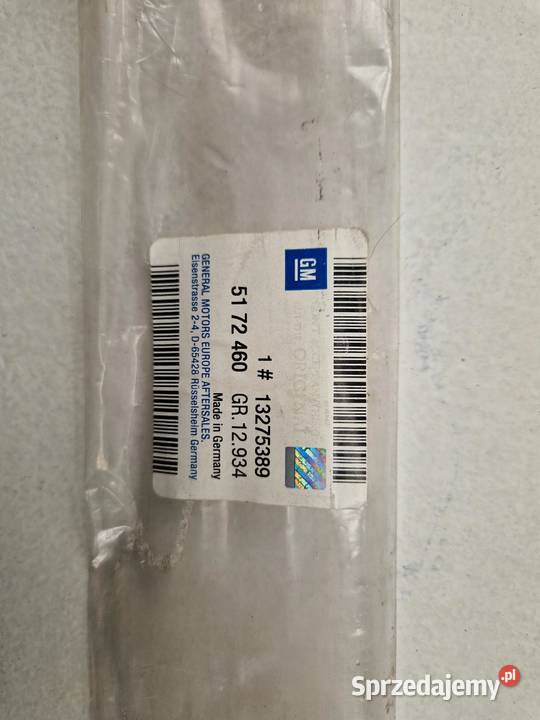 GM
1 # 13275389
51 72 460 GR.12.934
Made in Germany
GENERAL MOTORS EUROPE AFTERSALES,
Eisenstrasse 2-4, D-65428 Rüsselsheim Germany
Sprzedajemy.pl